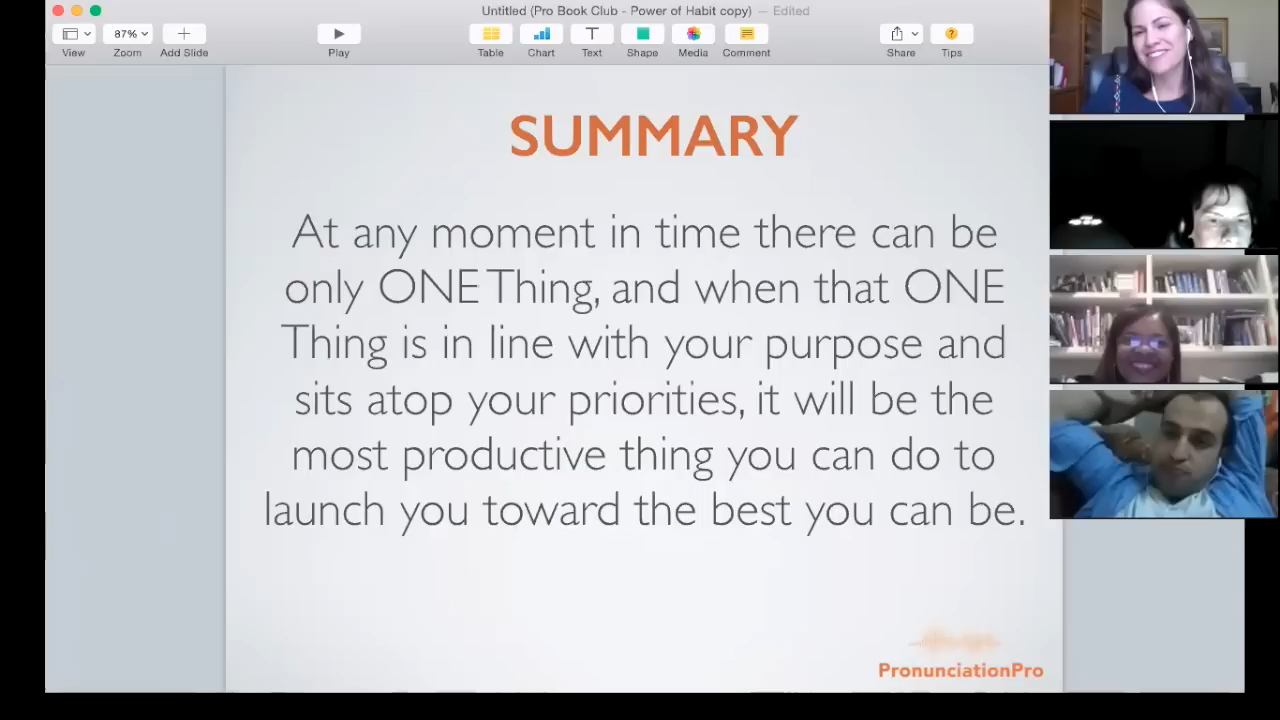 Untitled (Pro Book Club - Power of Habit copy) — Edited
87%
View Zoom Add Slide Play Table Chart Text Shape Media Comment Share Tips
SUMMARY
At any moment in time there can be
only ONE Thing, and when that ONE
Thing is in line with your purpose and
sits atop your priorities, it will be the
most productive thing you can do to
launch you toward the best you can be.
PronunciationPro